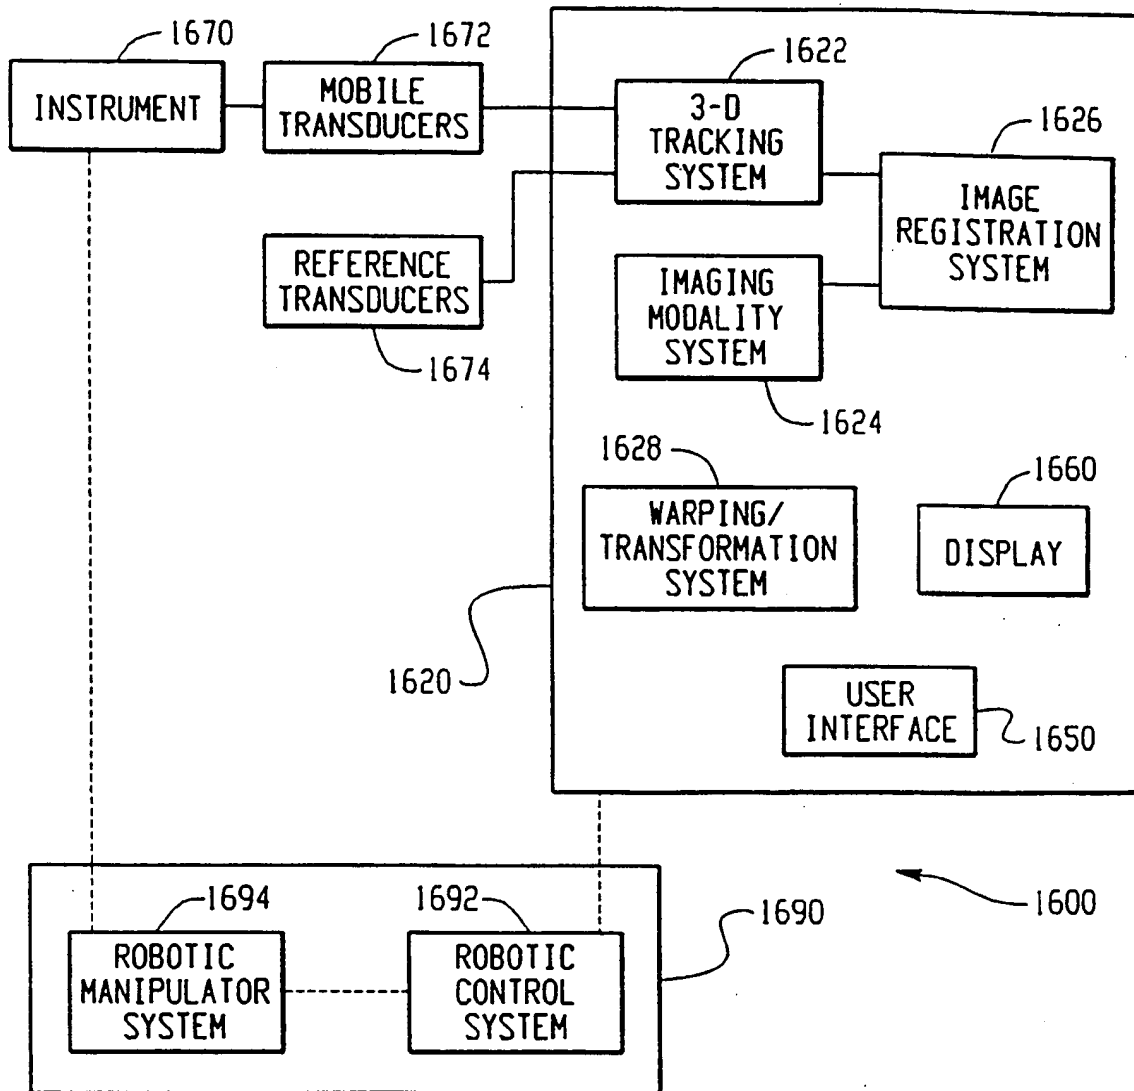 1670
INSTRUMENT
1672
MOBILE
TRANSDUCERS
1622
3-D
TRACKING
SYSTEM
1626
IMAGE
REGISTRATION
SYSTEM
REFERENCE
TRANSDUCERS
1674
IMAGING
MODALITY
SYSTEM
1624
1628
WARPING/
TRANSFORMATION
SYSTEM
1660
DISPLAY
1620
USER
INTERFACE
1650
1694
ROBOTIC
MANIPULATOR
SYSTEM
1692
ROBOTIC
CONTROL
SYSTEM
1690
1600